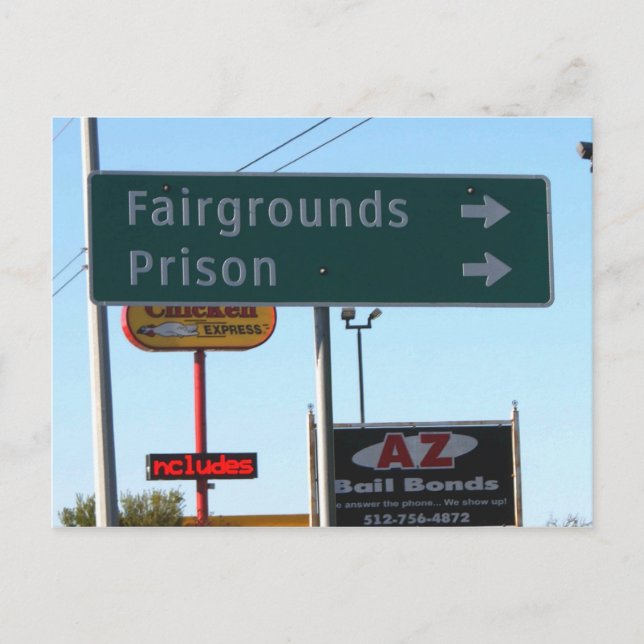 Fairgrounds
Prison
Chicken
EXPRESS
ncludes
AZ
Bail Bonds
e answer the phone... We show up!
512-756-4872